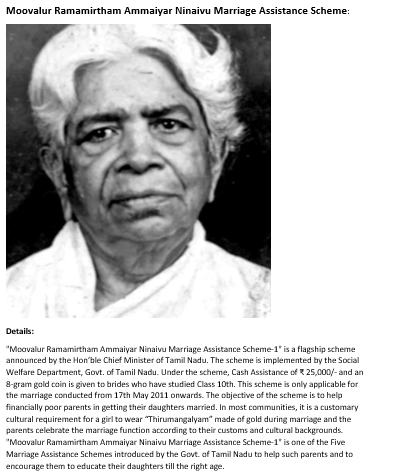 Moovalur Ramamirtham Ammaiyar Ninaivu Marriage Assistance Scheme:
Details:
"Moovalur Ramamirtham Ammaiyar Ninaivu Marriage Assistance Scheme-1" is a flagship scheme
announced by the Hon'ble Chief Minister of Tamil Nadu. The scheme is implemented by the Social
Welfare Department, Govt. of Tamil Nadu. Under the scheme, Cash Assistance of ₹ 25,000/- and an
8-gram gold coin is given to brides who have studied Class 10th. This scheme is only applicable for
the marriage conducted from 17th May 2011 onwards. The objective of the scheme is to help
financially poor parents in getting their daughters married. In most communities, it is a customary
cultural requirement for a girl to wear "Thirumangalyam" made of gold during marriage and the
parents celebrate the marriage function according to their customs and cultural backgrounds.
"Moovalur Ramamirtham Ammaiyar Ninaivu Marriage Assistance Scheme-1" is one of the Five
Marriage Assistance Schemes introduced by the Govt. of Tamil Nadu to help such parents and to
encourage them to educate their daughters till the right age.